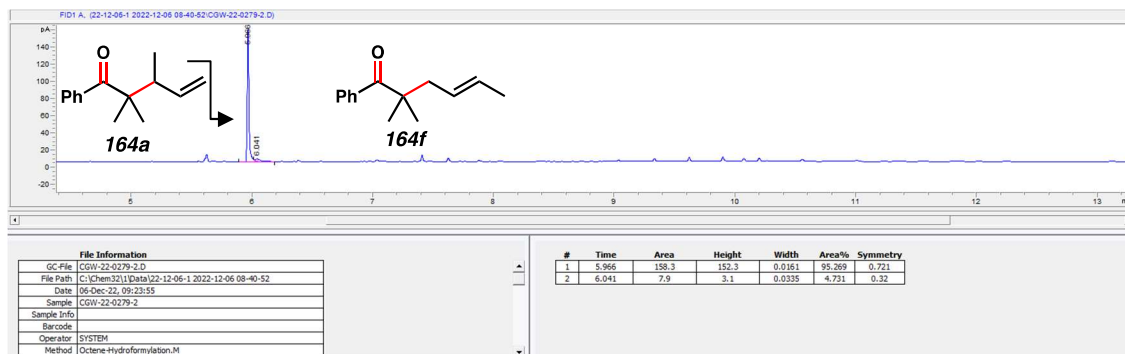 FID1 A, (22-12-06-1 2022-12-06 08-40-52\CGW-22-0279-2.D)
pA
140
120
100
80
60
40
20
0
-20
5.966
6.041
O
Ph
164a
O
Ph
164f
5 6 7 8 9 10 11 12 13
File Information
GC-File CGW-22-0279-2.D
File Path C:\Chem32\1\Data\22-12-06-1 2022-12-06 08-40-52
Date 06-Dec-22, 09:23:55
Sample CGW-22-0279-2
Sample Info
Barcode
Operator SYSTEM
Method Octene-Hydroformylation.M
# Time Area Height Width Area% Symmetry
1 5.966 158.3 152.3 0.0161 95.269 0.721
2 6.041 7.9 3.1 0.0335 4.731 0.32